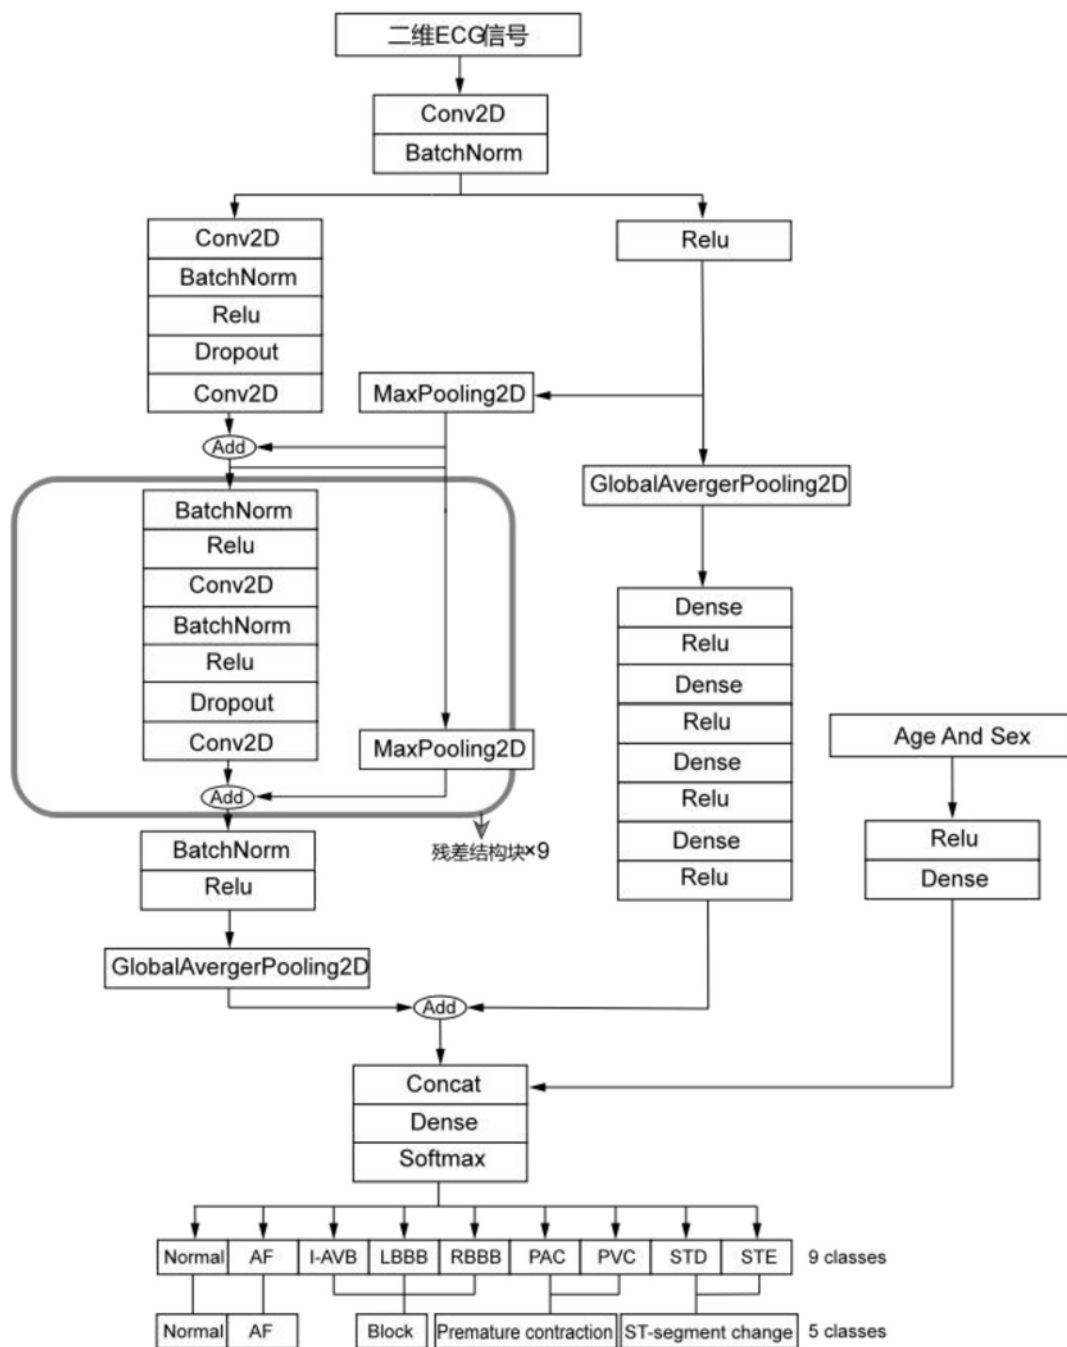 二维ECG信号
Conv2D
BatchNorm
Conv2D
BatchNorm
Relu
Dropout
Conv2D
Relu
MaxPooling2D
Add
GlobalAvergerPooling2D
BatchNorm
Relu
Conv2D
BatchNorm
Relu
Dropout
Conv2D
MaxPooling2D
Add
残差结构块×9
Dense
Relu
Dense
Relu
Dense
Relu
Dense
Relu
Age And Sex
Relu
Dense
BatchNorm
Relu
GlobalAvergerPooling2D
Add
Concat
Dense
Softmax
Normal AF I-AVB LBBB RBBB PAC PVC STD STE 9 classes
Normal AF Block Premature contraction ST-segment change 5 classes